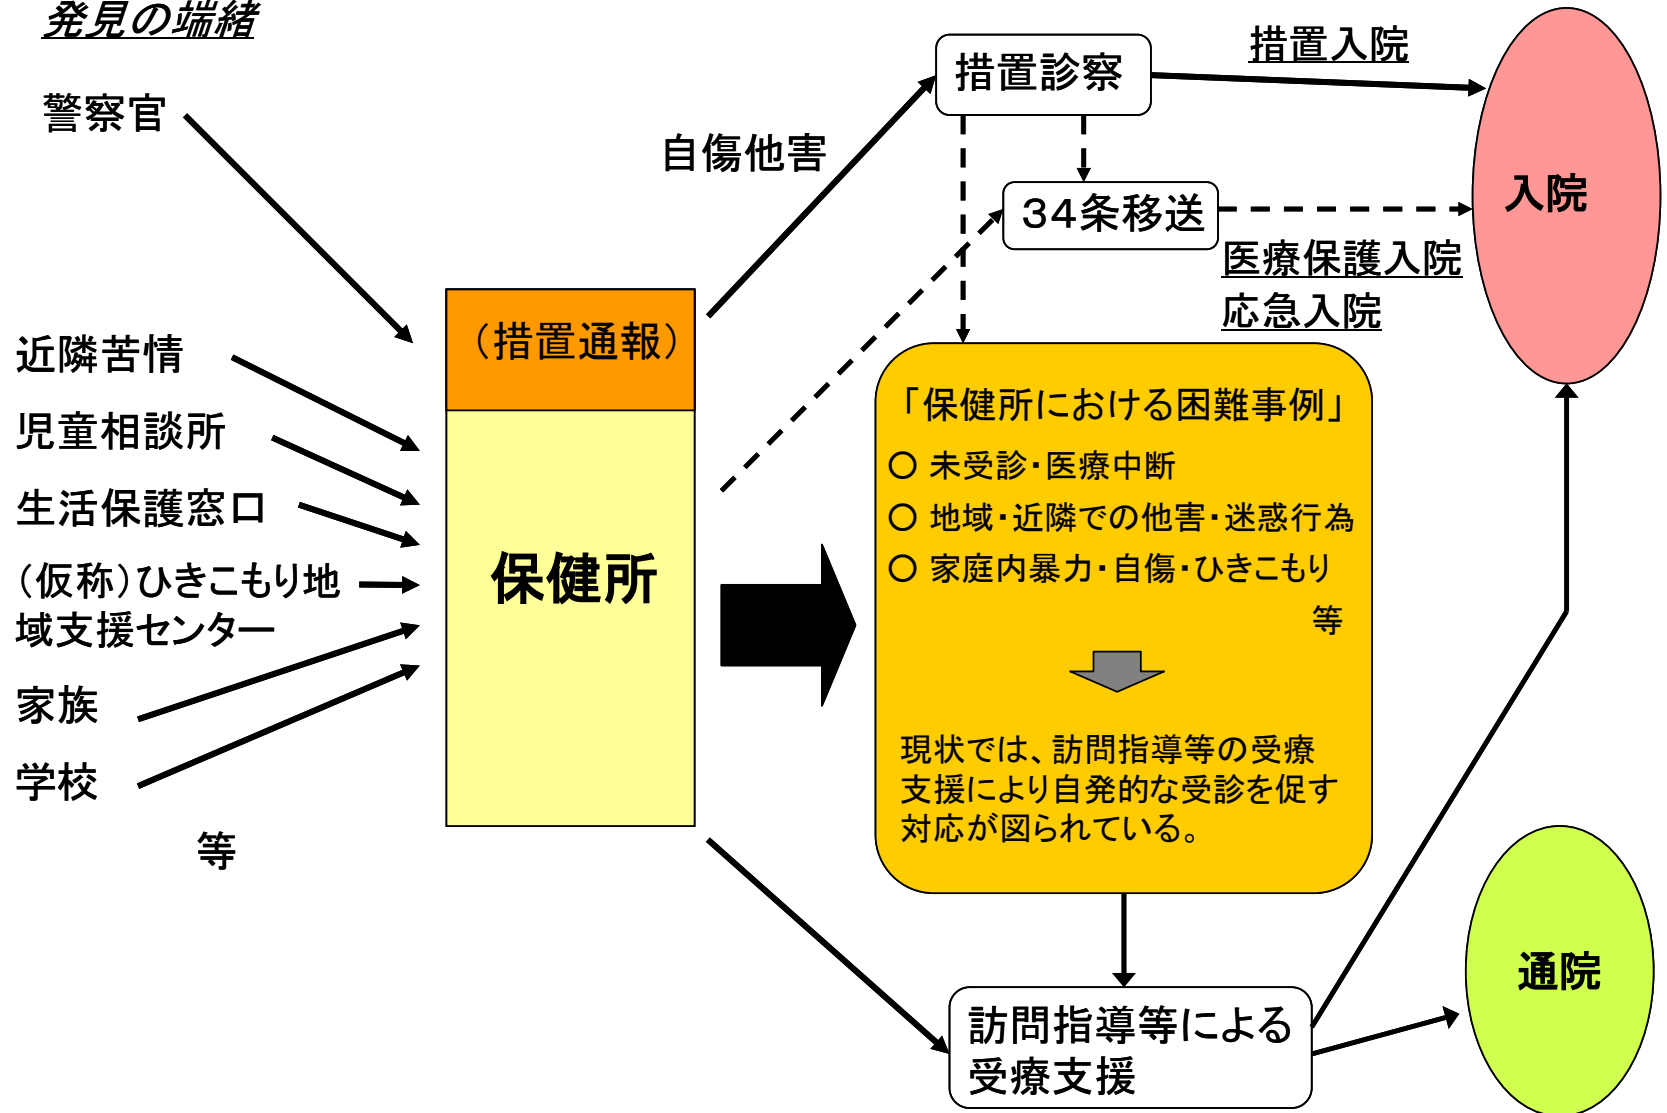 発見の端緒
警察官
近隣苦情
児童相談所
生活保護窓口
（仮称）ひきこもり地
域支援センター
家族
学校
等
（措置通報）
保健所
自傷他害
措置診察
措置入院
３４条移送
医療保護入院
応急入院
入院
「保健所における困難事例」
○ 未受診・医療中断
○ 地域・近隣での他害・迷惑行為
○ 家庭内暴力・自傷・ひきこもり
等
現状では、訪問指導等の受療
支援により自発的な受診を促す
対応が図られている。
訪問指導等による
受療支援
通院